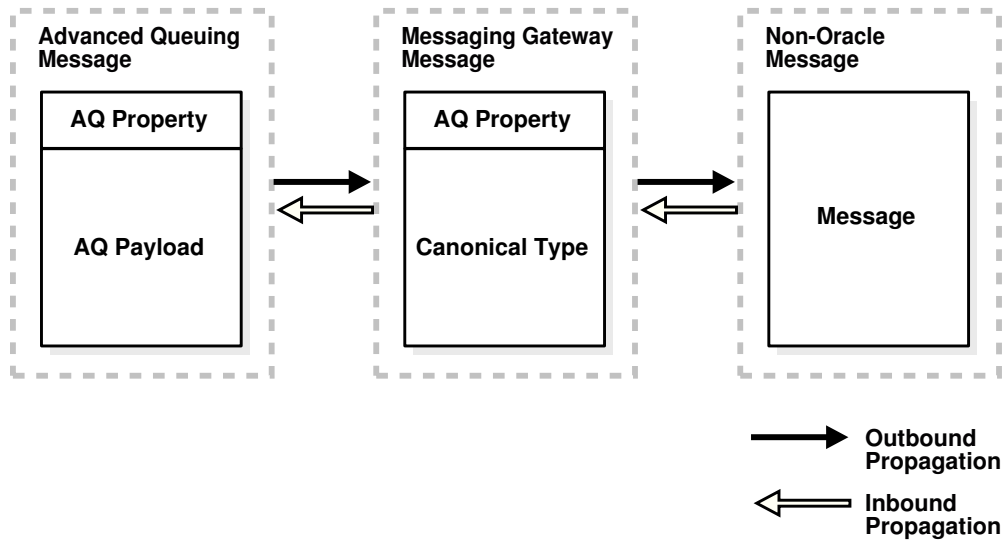 Advanced Queuing
Message
AQ Property
AQ Payload
Messaging Gateway
Message
AQ Property
Canonical Type
Non-Oracle
Message
Message
Outbound
Propagation
Inbound
Propagation